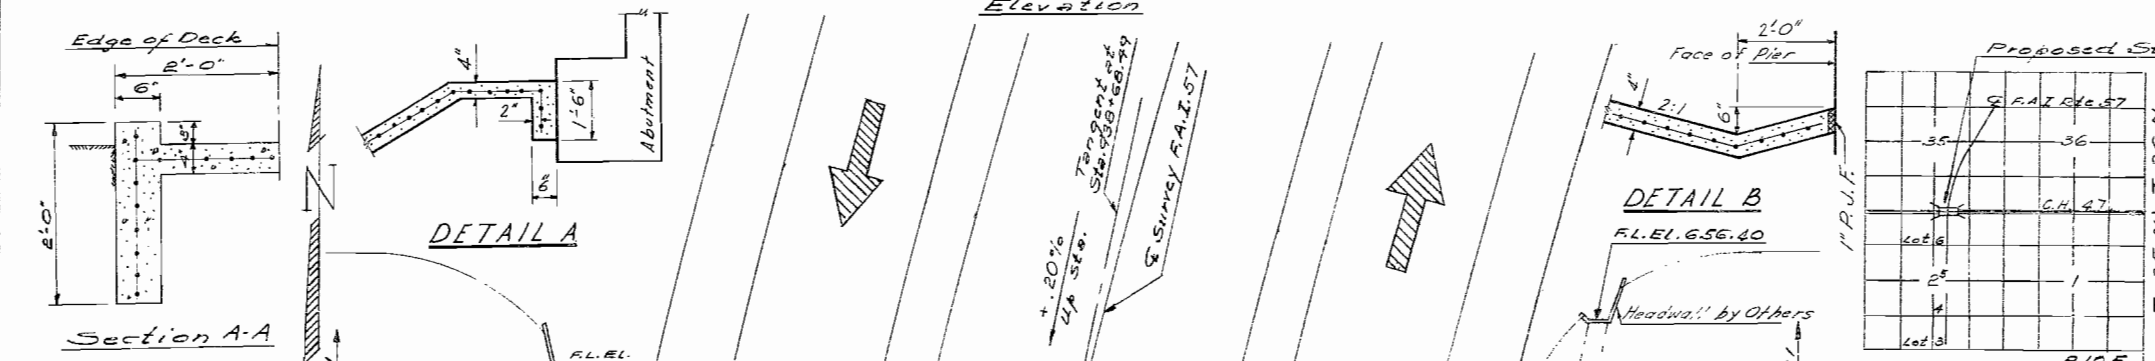 Elevation
Edge of Deck
2'-0"
6"
2'-0"
Section A-A
N
4"
2"
1'-6"
6"
Abutment
DETAIL A
F.L. EL.
Tangent at
Sta. 938+68.49
℄ Survey F.A.I. 57
+.20%
Up Sta.
2'-0"
Face of Pier
4"
2:1
6"
1" P.J.F.
DETAIL B
F.L. EL. 656.40
Headwall by Others
Proposed St
℄ F.A.I Rte. 57
35
36
C.H. 47
Lot 6
1
4
Lot 3
R 10 E